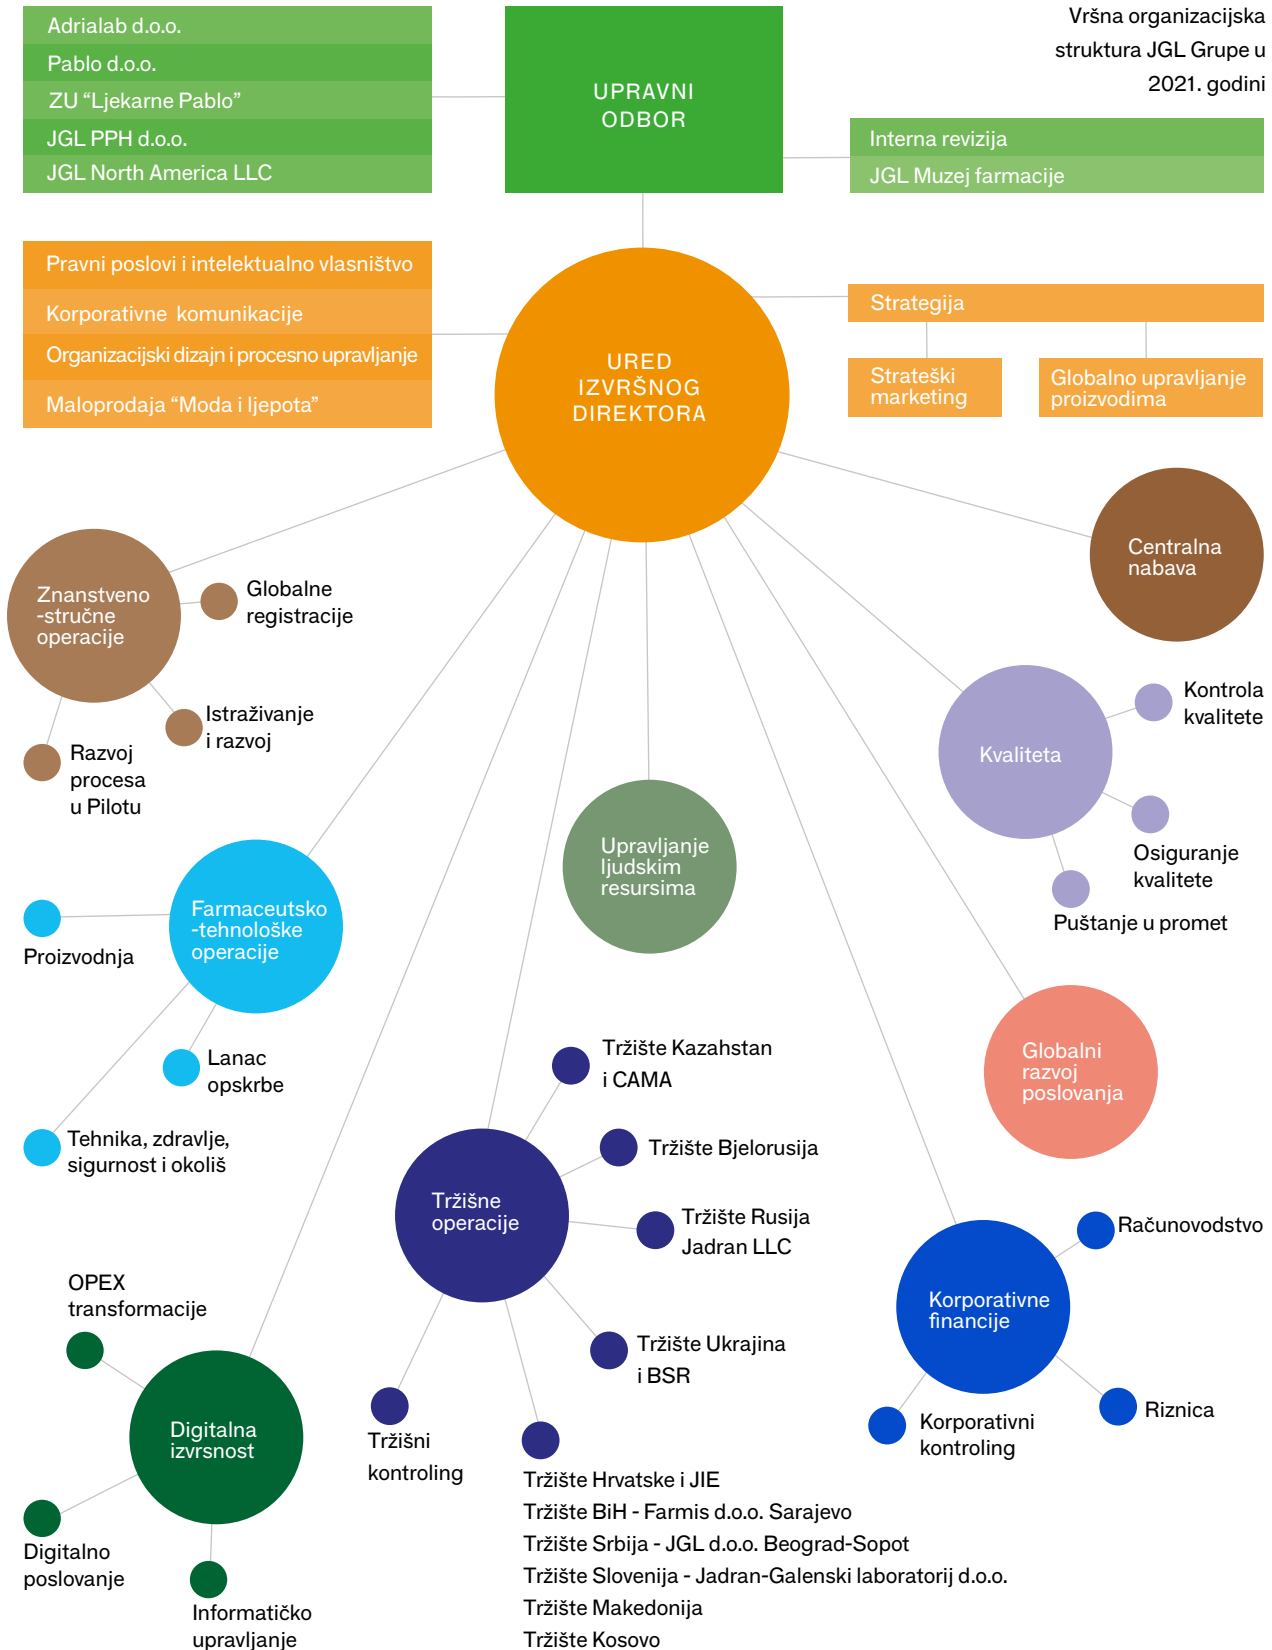 Vršna organizacijska
struktura JGL Grupe u
2021. godini
Adrialab d.o.o.
Pablo d.o.o.
ZU “Ljekarne Pablo”
JGL PPH d.o.o.
JGL North America LLC
UPRAVNI
ODBOR
Interna revizija
JGL Muzej farmacije
Pravni poslovi i intelektualno vlasništvo
Korporativne komunikacije
Organizacijski dizajn i procesno upravljanje
Maloprodaja “Moda i ljepota”
URED
IZVRŠNOG
DIREKTORA
Strategija
Strateški
marketing
Globalno upravljanje
proizvodima
Centralna
nabava
Znanstveno
-stručne
operacije
Globalne
registracije
Istraživanje
i razvoj
Razvoj
procesa
u Pilotu
Kvaliteta
Kontrola
kvalitete
Osiguranje
kvalitete
Puštanje u promet
Upravljanje
ljudskim
resursima
Farmaceutsko
-tehnološke
operacije
Proizvodnja
Lanac
opskrbe
Tehnika, zdravlje,
sigurnost i okoliš
Globalni
razvoj
poslovanja
Tržišne
operacije
Tržište Kazahstan
i CAMA
Tržište Bjelorusija
Tržište Rusija
Jadran LLC
Tržište Ukrajina
i BSR
Tržišni
kontroling
Tržište Hrvatske i JIE
Tržište BiH - Farmis d.o.o. Sarajevo
Tržište Srbija - JGL d.o.o. Beograd-Sopot
Tržište Slovenija - Jadran-Galenski laboratorij d.o.o.
Tržište Makedonija
Tržište Kosovo
Korporativne
financije
Računovodstvo
Riznica
Korporativni
kontroling
OPEX
transformacije
Digitalna
izvrsnost
Digitalno
poslovanje
Informatičko
upravljanje